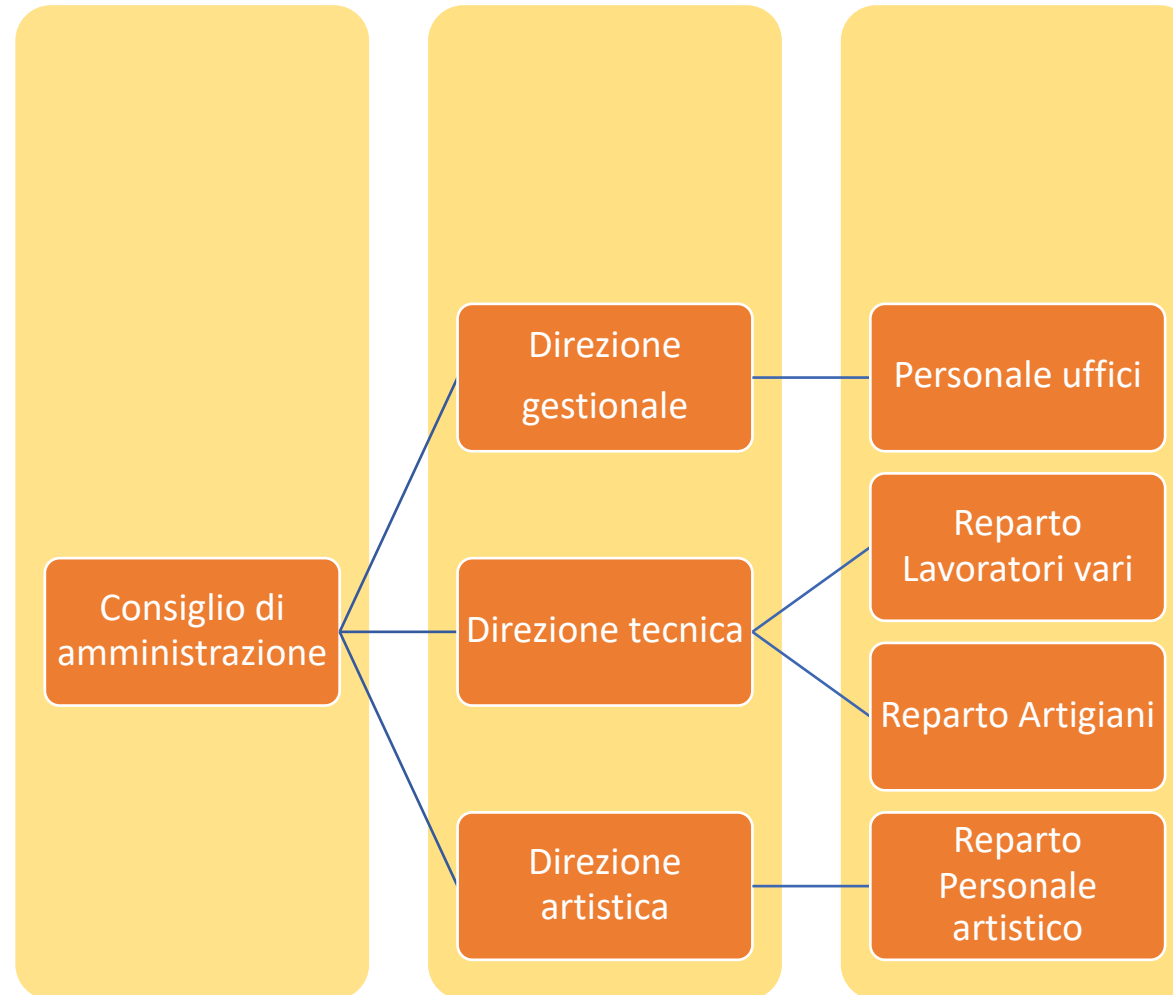 Consiglio di
amministrazione
Direzione
gestionale
Direzione tecnica
Direzione
artistica
Personale uffici
Reparto
Lavoratori vari
Reparto Artigiani
Reparto
Personale
artistico